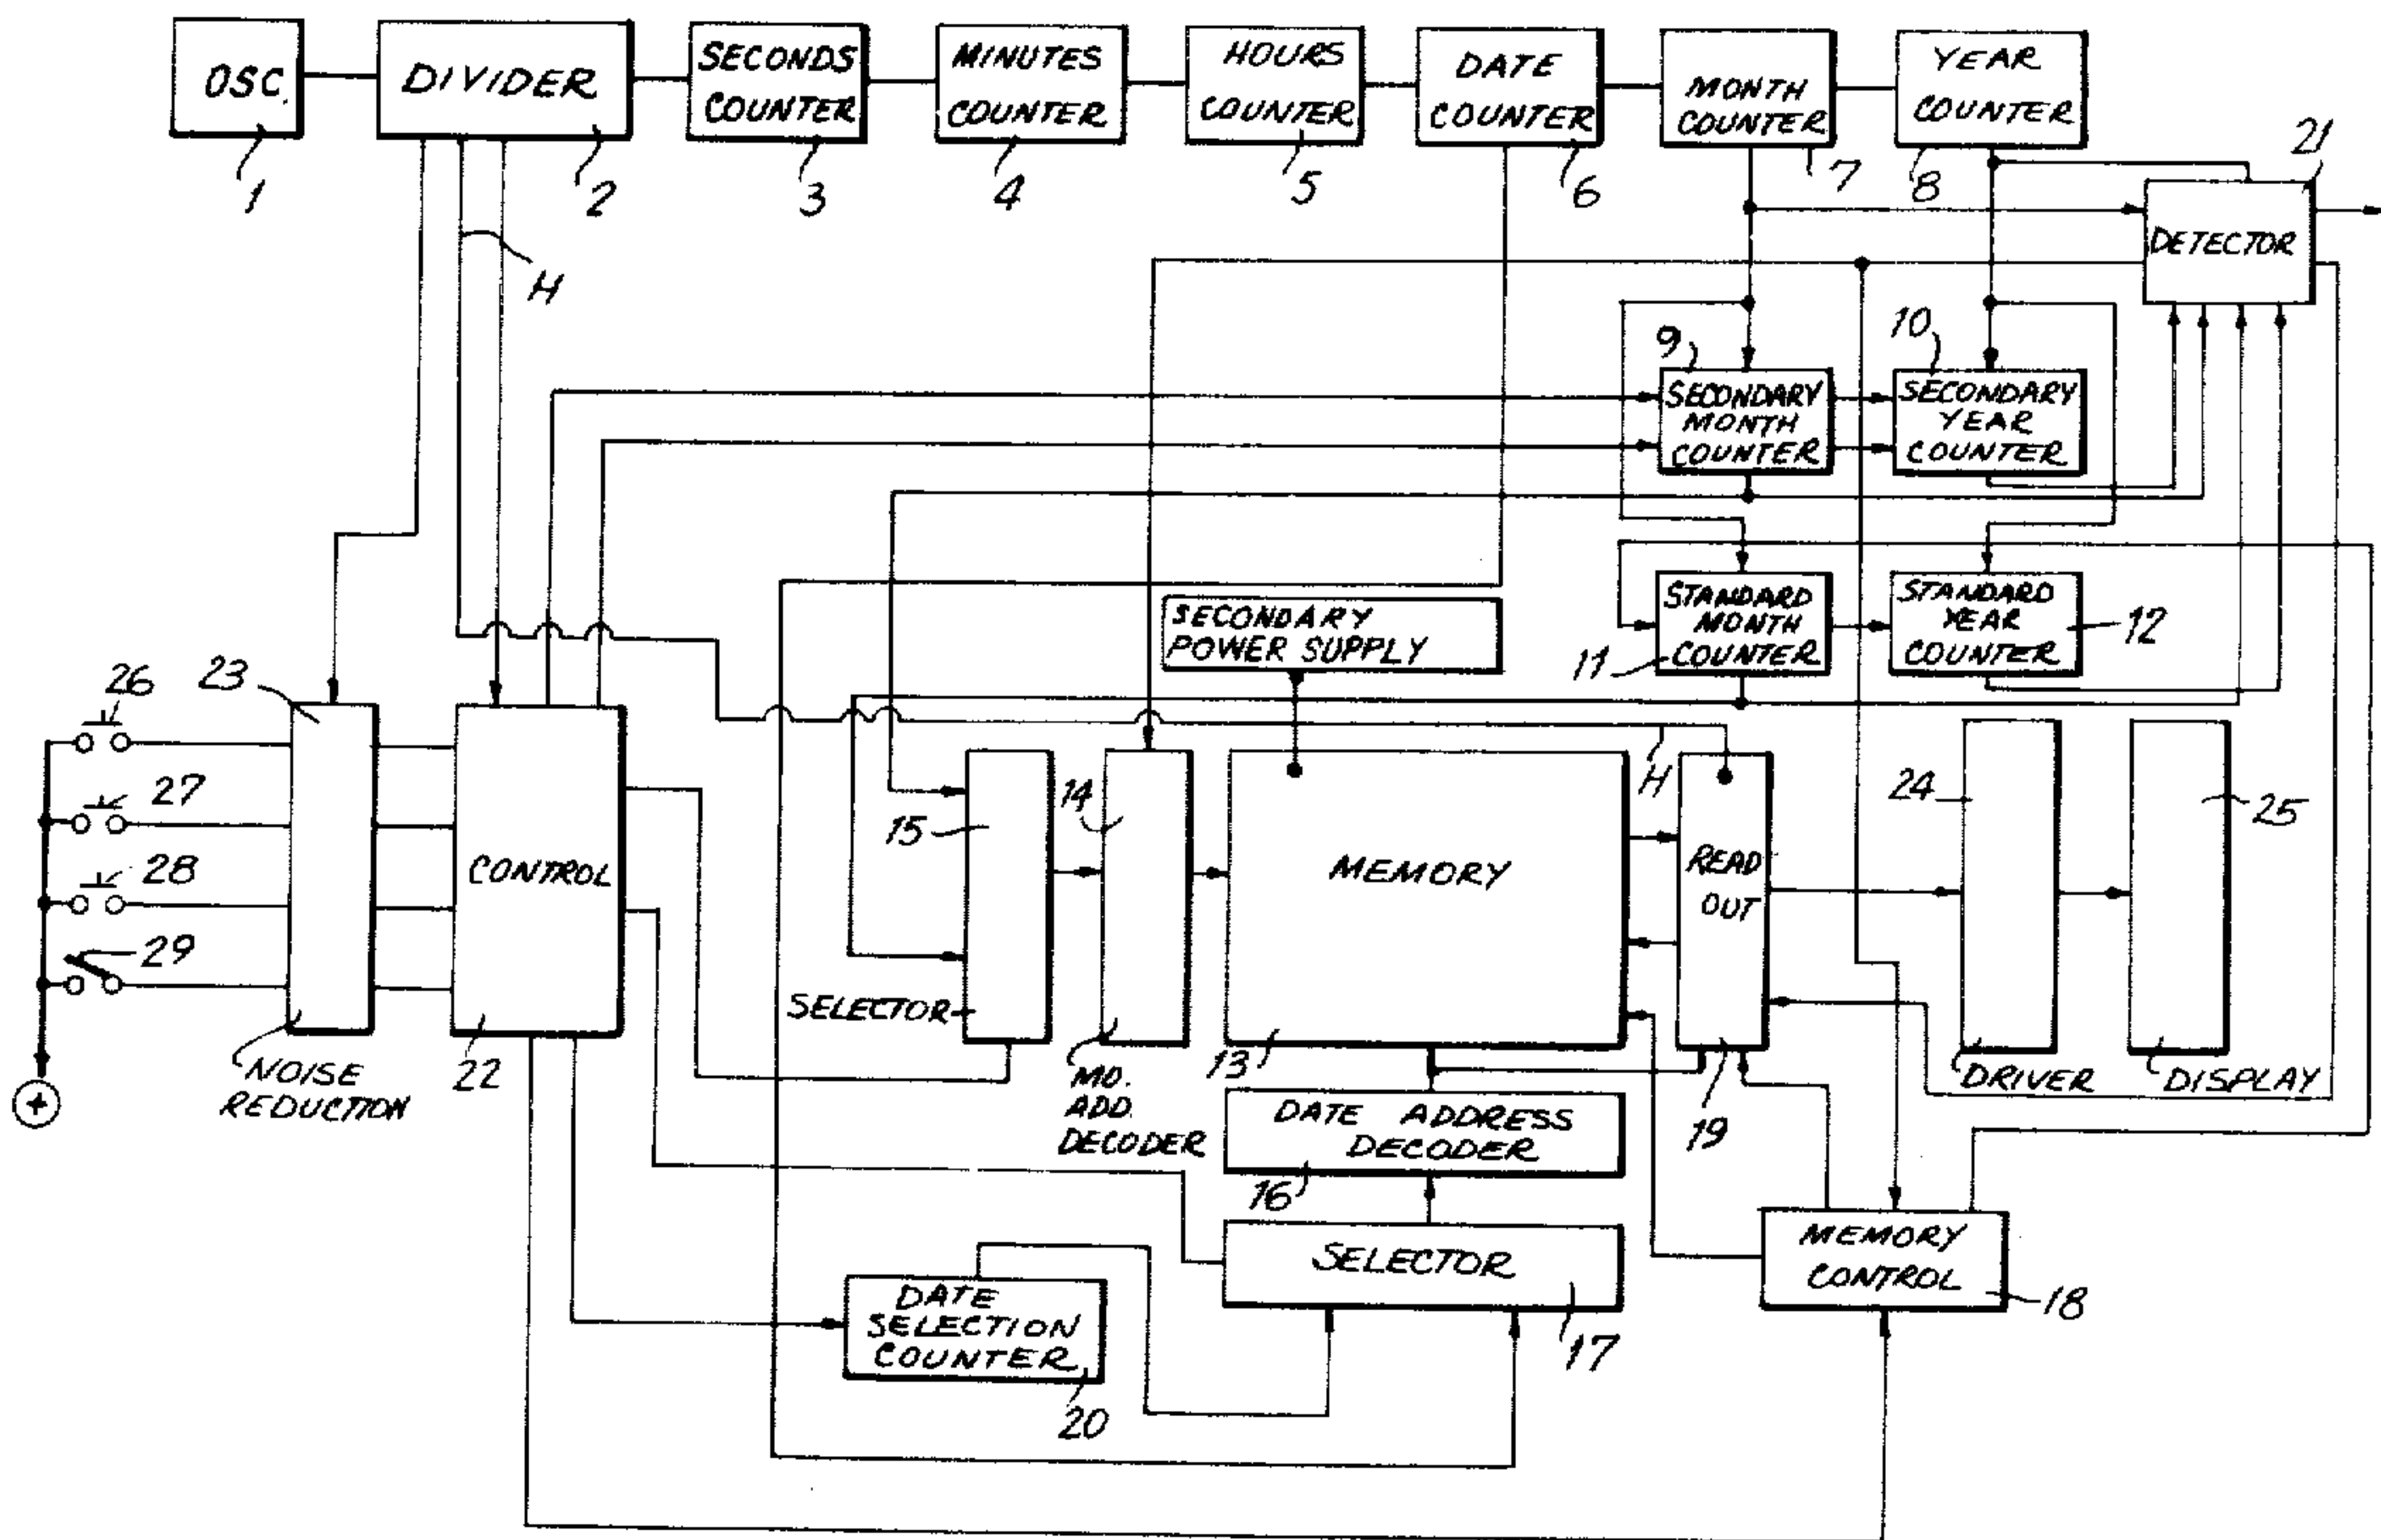 OSC.
DIVIDER
SECONDS
COUNTER
MINUTES
COUNTER
HOURS
COUNTER
DATE
COUNTER
MONTH
COUNTER
YEAR
COUNTER
1
2
3
4
5
6
7
8
21
DETECTOR
H
9
10
SECONDARY
MONTH
COUNTER
SECONDARY
YEAR
COUNTER
SECONDARY
POWER SUPPLY
STANDARD
MONTH
COUNTER
11
STANDARD
YEAR
COUNTER
12
26
27
28
29
+
23
NOISE
REDUCTION
CONTROL
22
15
SELECTOR
14
MO.
ADD.
DECODER
MEMORY
13
H
READ
OUT
19
24
DRIVER
25
DISPLAY
DATE ADDRESS
DECODER
16
SELECTOR
17
MEMORY
CONTROL
18
DATE
SELECTION
COUNTER
20